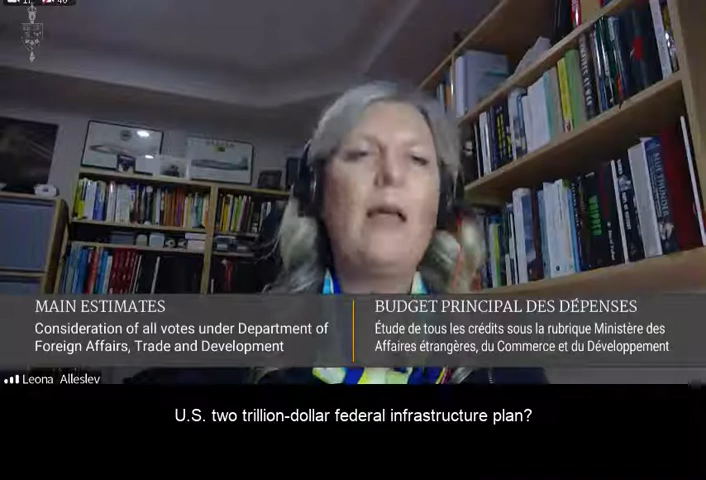 MAIN ESTIMATES
Consideration of all votes under Department of
Foreign Affairs, Trade and Development
BUDGET PRINCIPAL DES DÉPENSES
Étude de tous les crédits sous la rubrique Ministère des
Affaires étrangères, du Commerce et du Développement
Leona Alleslev
U.S. two trillion-dollar federal infrastructure plan?